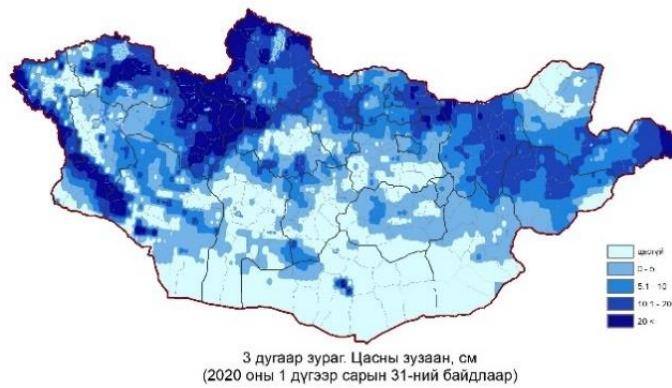 цасгүй
0 - 5
5.1 - 10
10.1 - 20
20 <
3 дугаар зураг. Цасны зузаан, см
(2020 оны 1 дүгээр сарын 31-ний байдлаар)